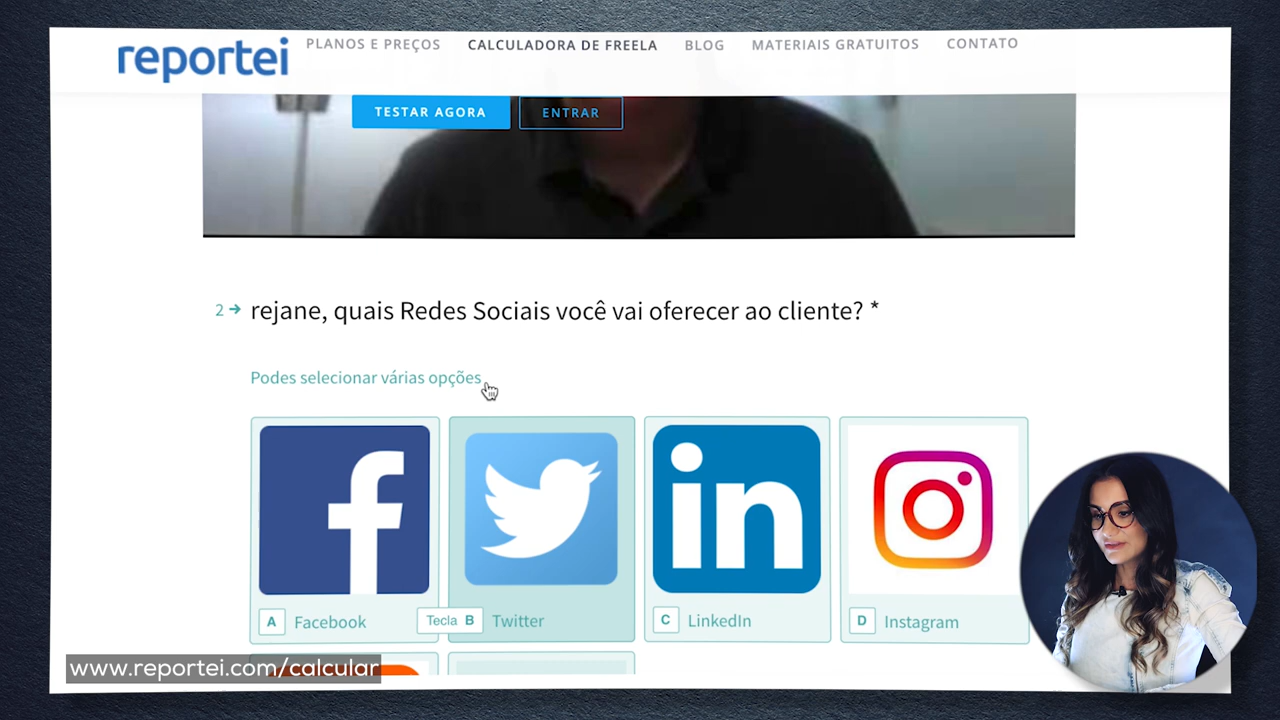 reportei
PLANOS E PREÇOS CALCULADORA DE FREELA BLOG MATERIAIS GRATUITOS CONTATO
TESTAR AGORA ENTRAR
2 → rejane, quais Redes Sociais você vai oferecer ao cliente? *
Podes selecionar várias opções
A Facebook Tecla B Twitter C LinkedIn D Instagram
www.reportei.com/calcular